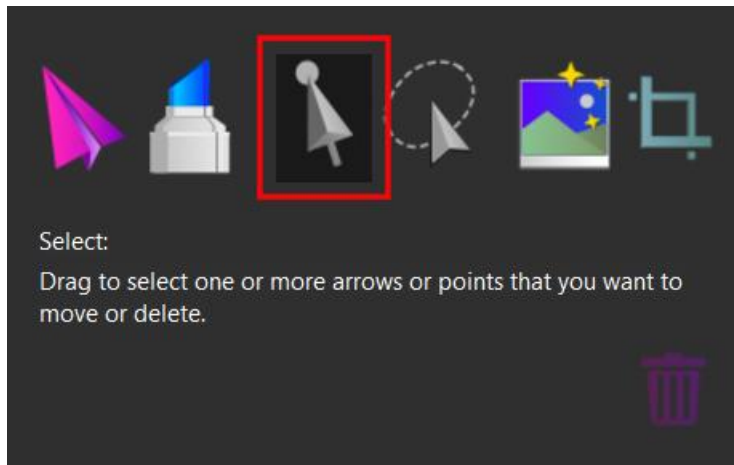 Select:
Drag to select one or more arrows or points that you want to
move or delete.